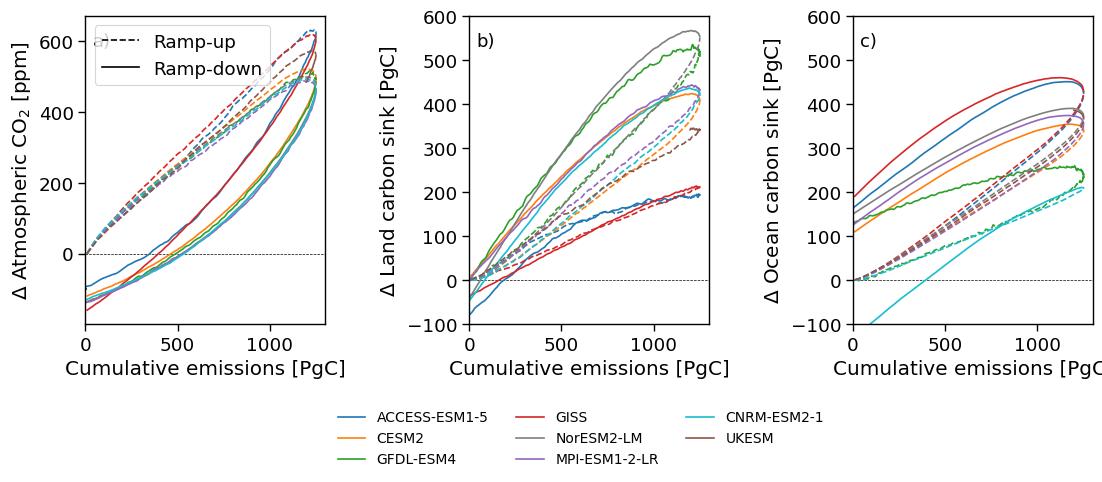 a)
Ramp-up
Ramp-down
Δ Atmospheric CO₂ [ppm]
600
400
200
0
0 500 1000
Cumulative emissions [PgC]
b)
Δ Land carbon sink [PgC]
600
500
400
300
200
100
0
−100
0 500 1000
Cumulative emissions [PgC]
c)
Δ Ocean carbon sink [PgC]
600
500
400
300
200
100
0
−100
0 500 1000
Cumulative emissions [PgC
ACCESS-ESM1-5
CESM2
GFDL-ESM4
GISS
NorESM2-LM
MPI-ESM1-2-LR
CNRM-ESM2-1
UKESM